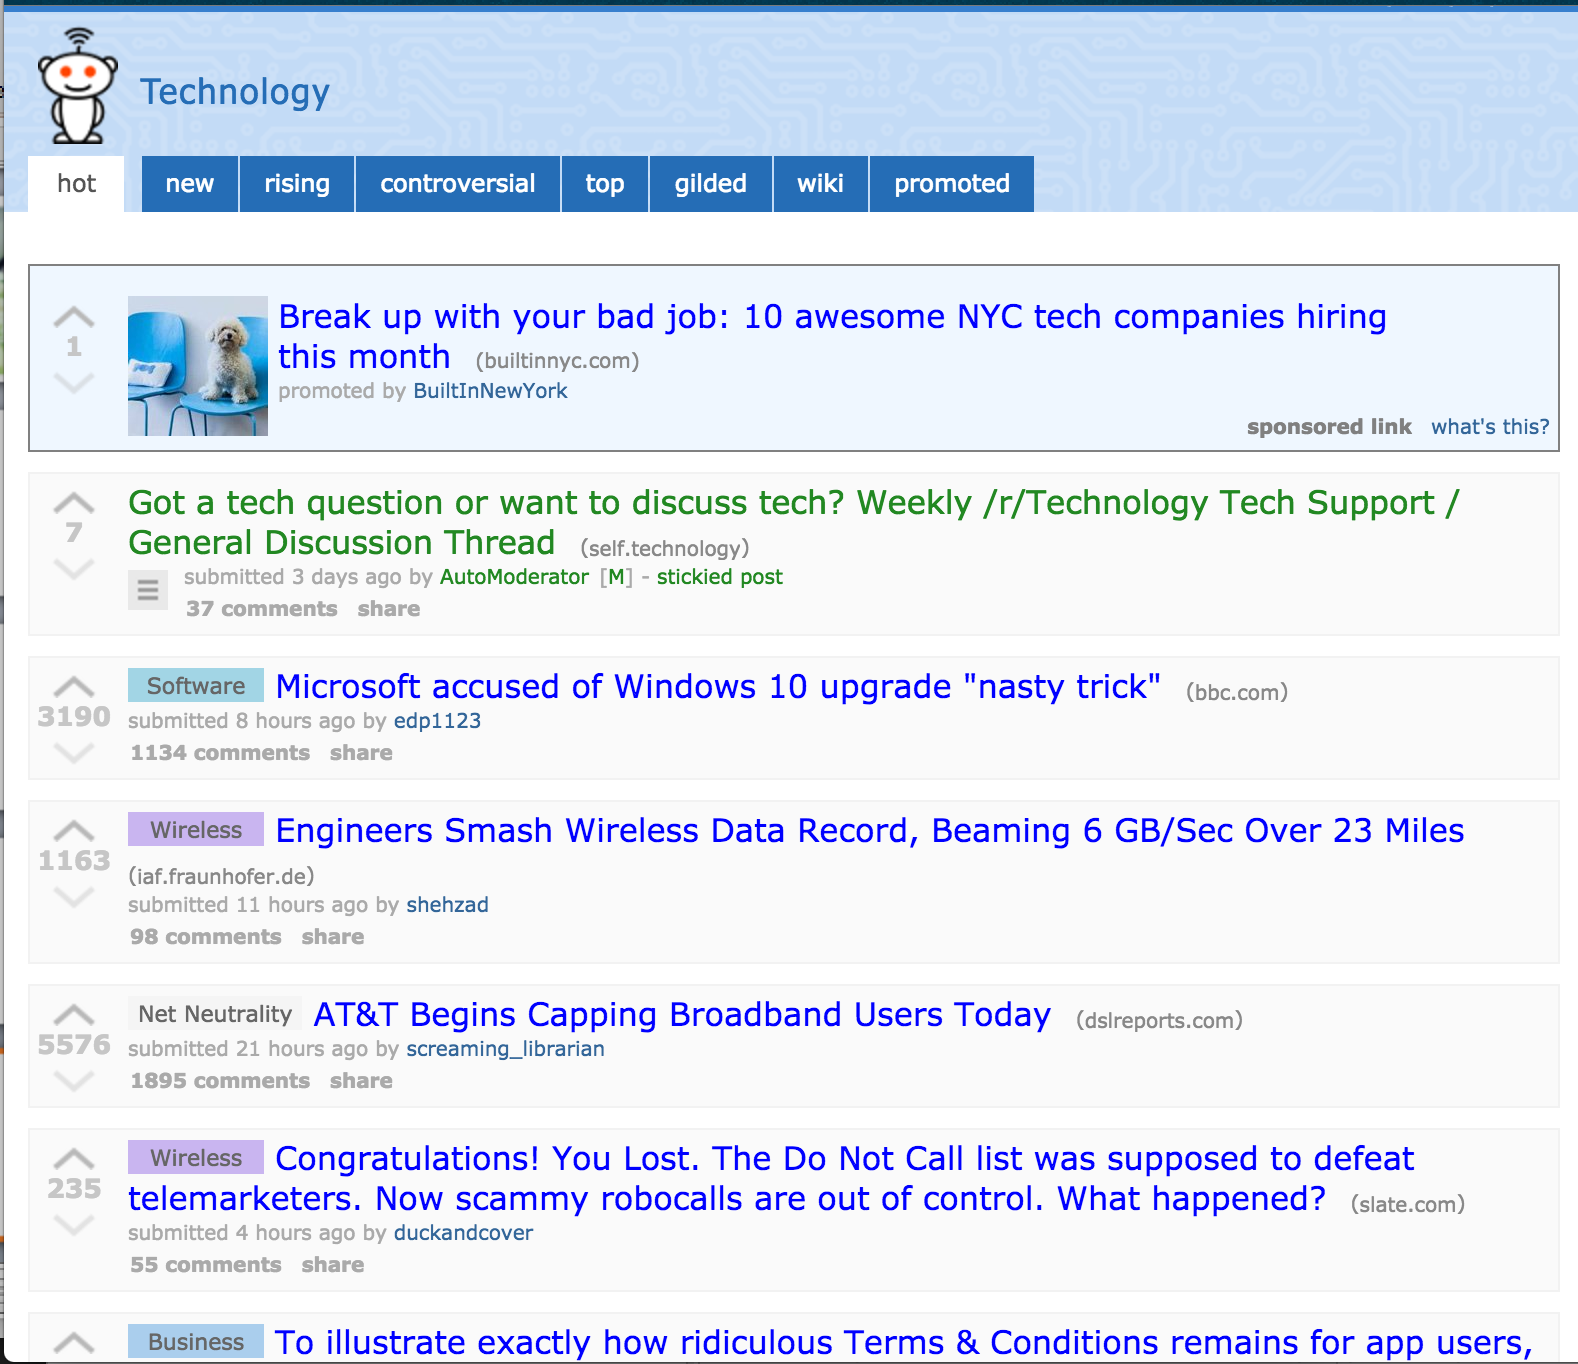 Technology
hot new rising controversial top gilded wiki promoted
1
Break up with your bad job: 10 awesome NYC tech companies hiring
this month (builtinnyc.com)
promoted by BuiltInNewYork
sponsored link what's this?
7
Got a tech question or want to discuss tech? Weekly /r/Technology Tech Support /
General Discussion Thread (self.technology)
submitted 3 days ago by AutoModerator [M] - stickied post
37 comments share
3190
Software Microsoft accused of Windows 10 upgrade "nasty trick" (bbc.com)
submitted 8 hours ago by edp1123
1134 comments share
1163
Wireless Engineers Smash Wireless Data Record, Beaming 6 GB/Sec Over 23 Miles
(iaf.fraunhofer.de)
submitted 11 hours ago by shehzad
98 comments share
5576
Net Neutrality AT&T Begins Capping Broadband Users Today (dslreports.com)
submitted 21 hours ago by screaming_librarian
1895 comments share
235
Wireless Congratulations! You Lost. The Do Not Call list was supposed to defeat
telemarketers. Now scammy robocalls are out of control. What happened? (slate.com)
submitted 4 hours ago by duckandcover
55 comments share
Business To illustrate exactly how ridiculous Terms & Conditions remains for app users,